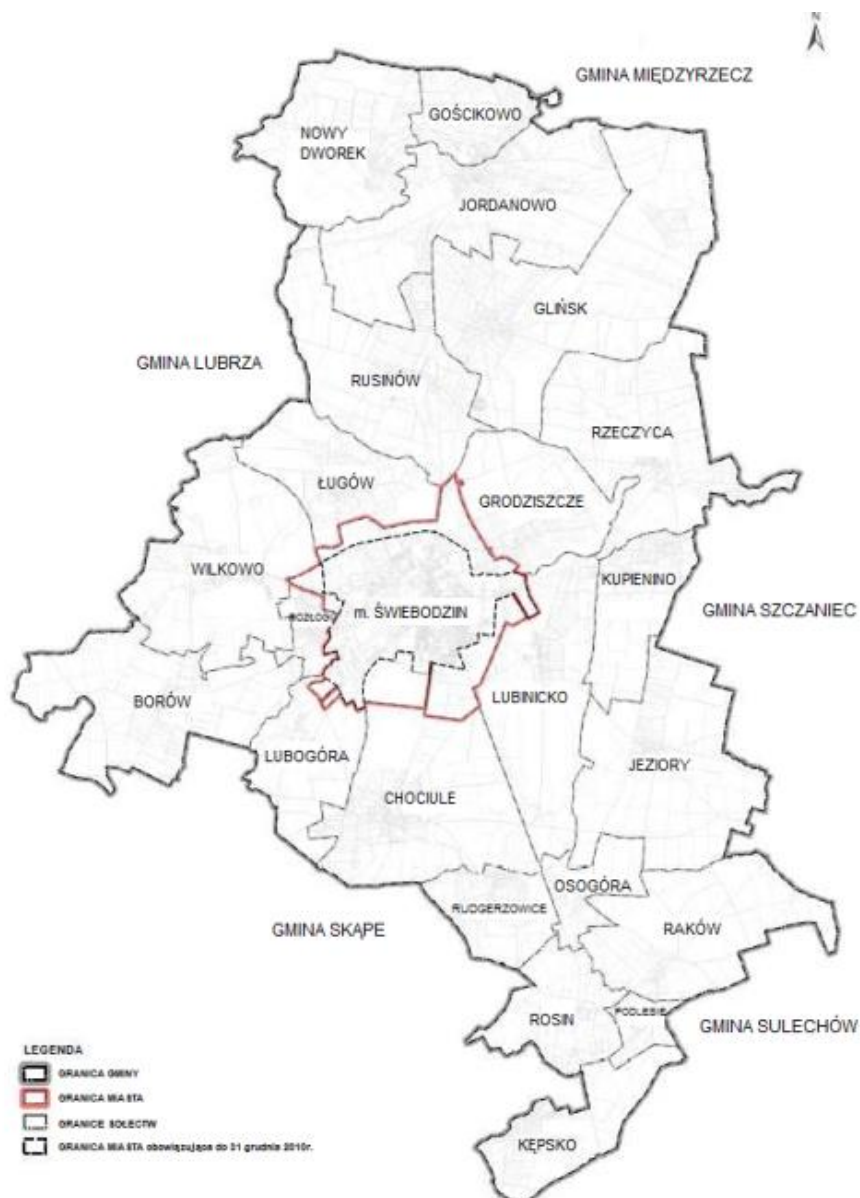 N
GMINA MIĘDZYRZECZ
GOŚCIKOWO
NOWY
DWOREK
JORDANOWO
GLIŃSK
GMINA LUBRZA
RUSINÓW
RZECZYCA
ŁUGÓW
GRODZISZCZE
WILKOWO
KUPIENINO
ROZŁOGI
m. ŚWIEBODZIN
GMINA SZCZANIEC
BORÓW
LUBINICKO
LUBOGÓRA
JEZIORY
CHOCIULE
OSOGÓRA
RUDGERZOWICE
GMINA SKĄPE
RAKÓW
ROSIN
PODLESIE
GMINA SULECHÓW
LEGENDA
GRANICA GMINY
GRANICA MIASTA
GRANICE SOŁECTW
GRANICA MIASTA obowiązująca do 31 grudnia 2010r.
KĘPSKO